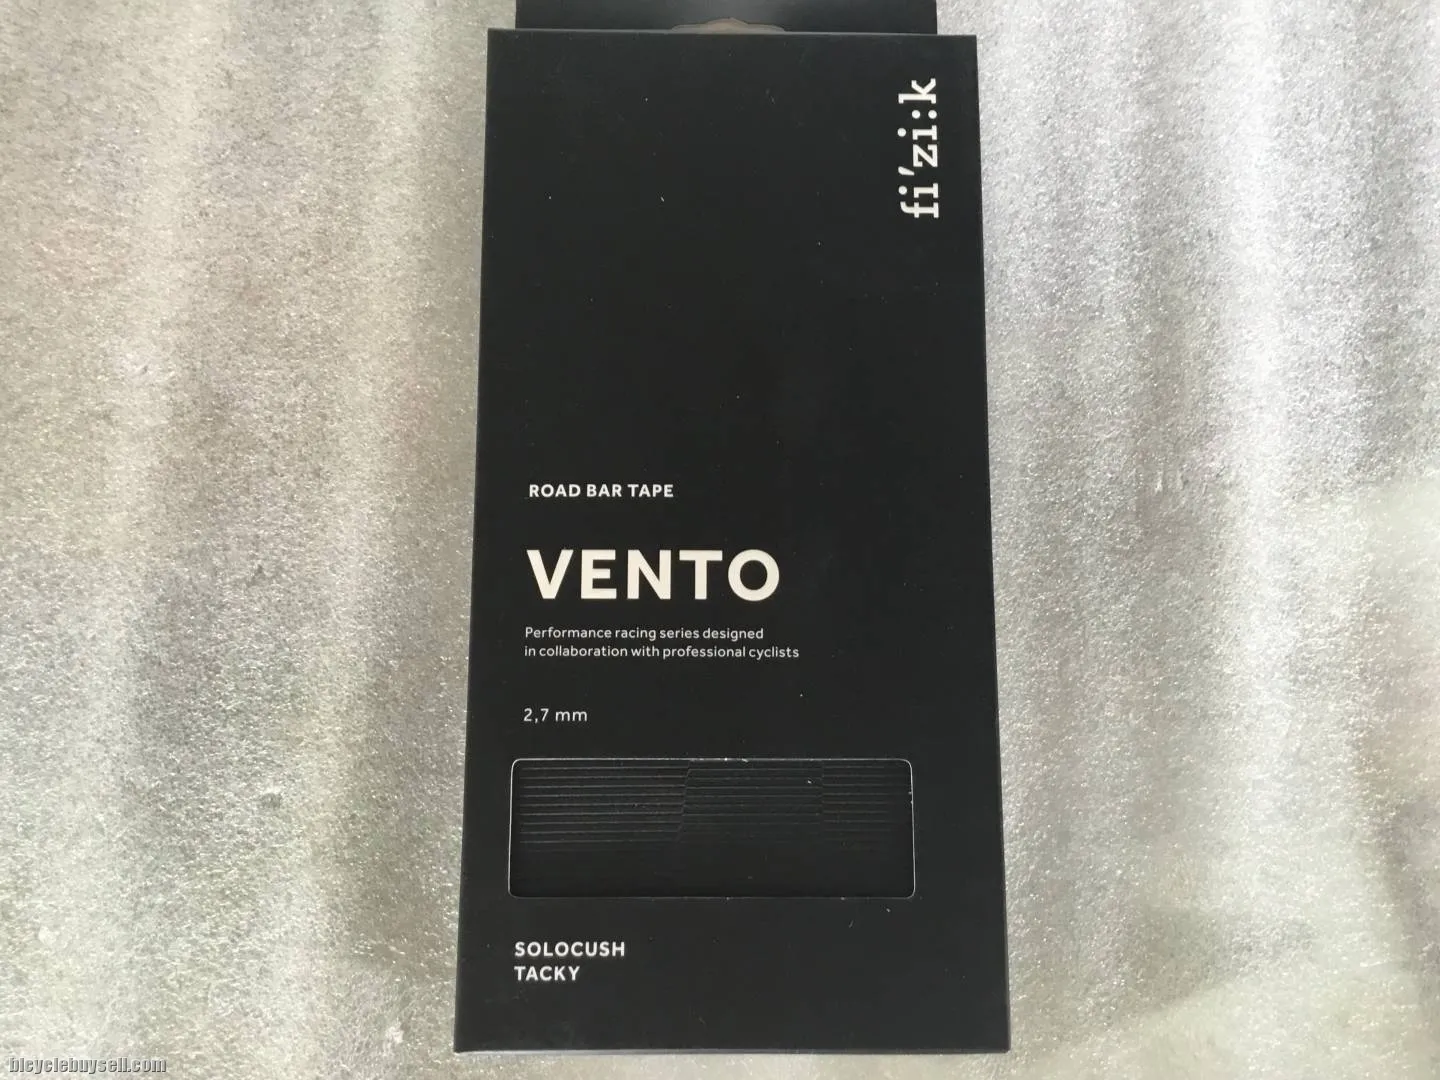 fi'zi:k
ROAD BAR TAPE
VENTO
Performance racing series designed
in collaboration with professional cyclists
2,7 mm
SOLOCUSH
TACKY
bicyclebuysell.com